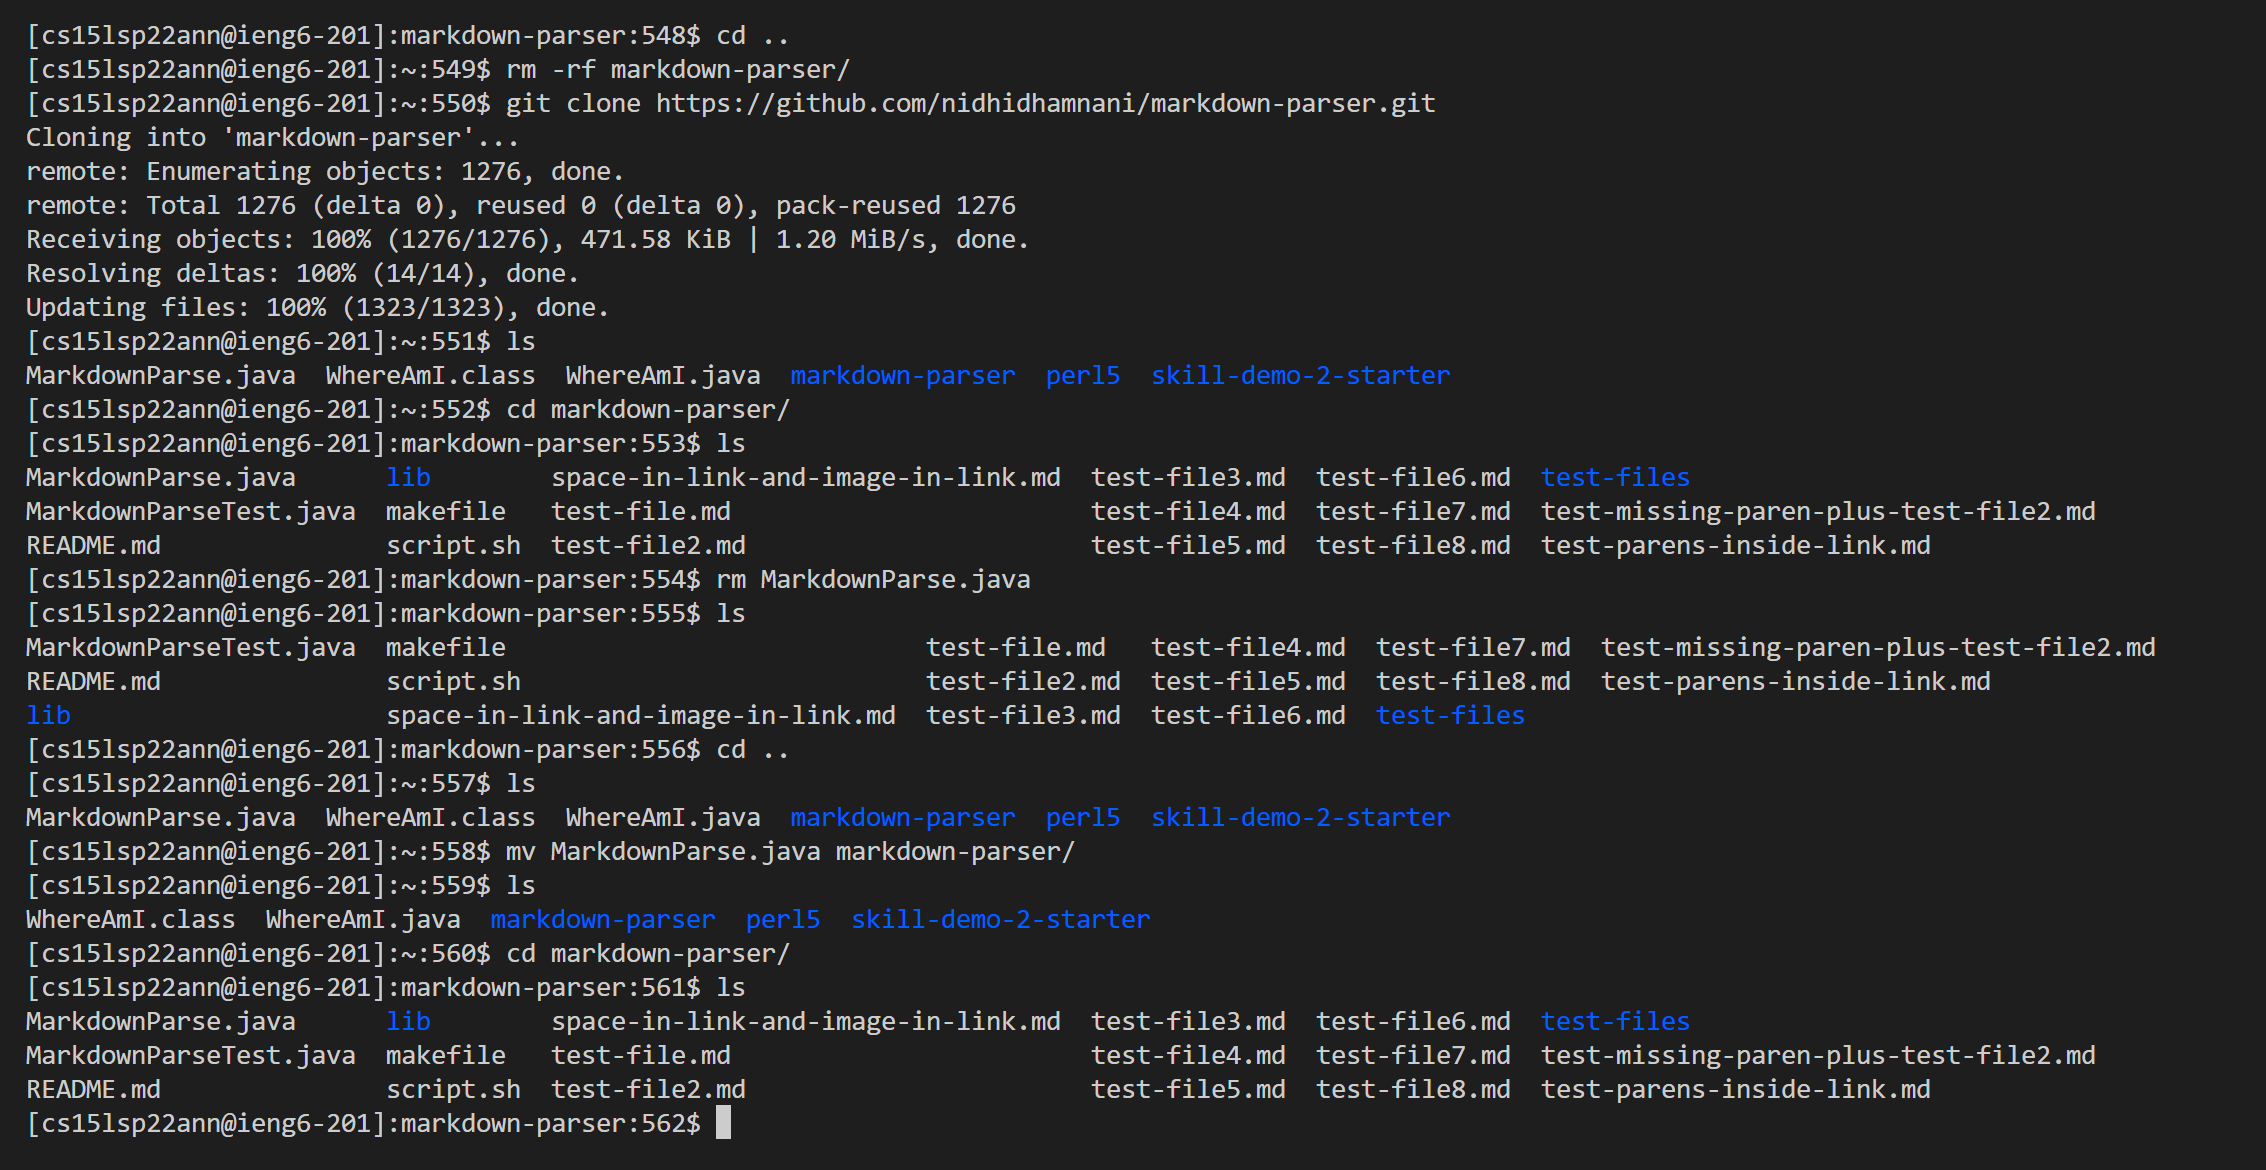 [cs15lsp22ann@ieng6-201]:markdown-parser:548$ cd ..
[cs15lsp22ann@ieng6-201]:~:549$ rm -rf markdown-parser/
[cs15lsp22ann@ieng6-201]:~:550$ git clone https://github.com/nidhidhamnani/markdown-parser.git
Cloning into 'markdown-parser'...
remote: Enumerating objects: 1276, done.
remote: Total 1276 (delta 0), reused 0 (delta 0), pack-reused 1276
Receiving objects: 100% (1276/1276), 471.58 KiB | 1.20 MiB/s, done.
Resolving deltas: 100% (14/14), done.
Updating files: 100% (1323/1323), done.
[cs15lsp22ann@ieng6-201]:~:551$ ls
MarkdownParse.java  WhereAmI.class  WhereAmI.java  markdown-parser  perl5  skill-demo-2-starter
[cs15lsp22ann@ieng6-201]:~:552$ cd markdown-parser/
[cs15lsp22ann@ieng6-201]:markdown-parser:553$ ls
MarkdownParse.java      lib        space-in-link-and-image-in-link.md  test-file3.md  test-file6.md  test-files
MarkdownParseTest.java  makefile   test-file.md                        test-file4.md  test-file7.md  test-missing-paren-plus-test-file2.md
README.md               script.sh  test-file2.md                       test-file5.md  test-file8.md  test-parens-inside-link.md
[cs15lsp22ann@ieng6-201]:markdown-parser:554$ rm MarkdownParse.java
[cs15lsp22ann@ieng6-201]:markdown-parser:555$ ls
MarkdownParseTest.java  makefile                            test-file.md   test-file4.md  test-file7.md  test-missing-paren-plus-test-file2.md
README.md               script.sh                           test-file2.md  test-file5.md  test-file8.md  test-parens-inside-link.md
lib                     space-in-link-and-image-in-link.md  test-file3.md  test-file6.md  test-files
[cs15lsp22ann@ieng6-201]:markdown-parser:556$ cd ..
[cs15lsp22ann@ieng6-201]:~:557$ ls
MarkdownParse.java  WhereAmI.class  WhereAmI.java  markdown-parser  perl5  skill-demo-2-starter
[cs15lsp22ann@ieng6-201]:~:558$ mv MarkdownParse.java markdown-parser/
[cs15lsp22ann@ieng6-201]:~:559$ ls
WhereAmI.class  WhereAmI.java  markdown-parser  perl5  skill-demo-2-starter
[cs15lsp22ann@ieng6-201]:~:560$ cd markdown-parser/
[cs15lsp22ann@ieng6-201]:markdown-parser:561$ ls
MarkdownParse.java      lib        space-in-link-and-image-in-link.md  test-file3.md  test-file6.md  test-files
MarkdownParseTest.java  makefile   test-file.md                        test-file4.md  test-file7.md  test-missing-paren-plus-test-file2.md
README.md               script.sh  test-file2.md                       test-file5.md  test-file8.md  test-parens-inside-link.md
[cs15lsp22ann@ieng6-201]:markdown-parser:562$